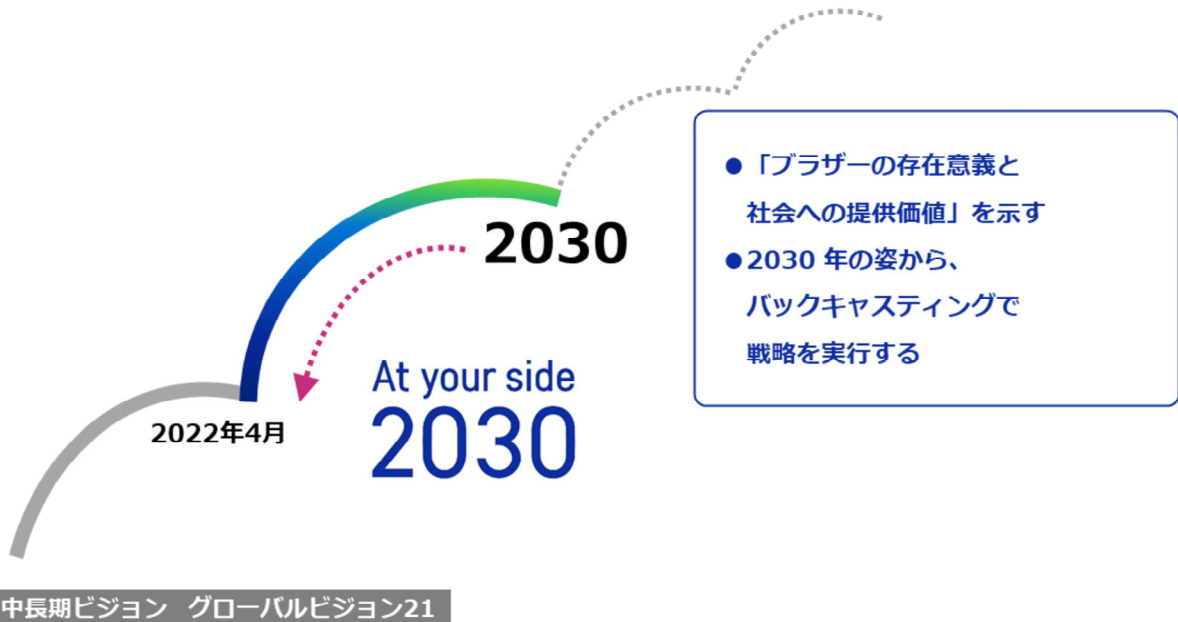 ● 「ブラザーの存在意義と
社会への提供価値」を示す
● 2030 年の姿から、
バックキャスティングで
戦略を実行する
2030
At your side
2030
2022年4月
中長期ビジョン　グローバルビジョン21